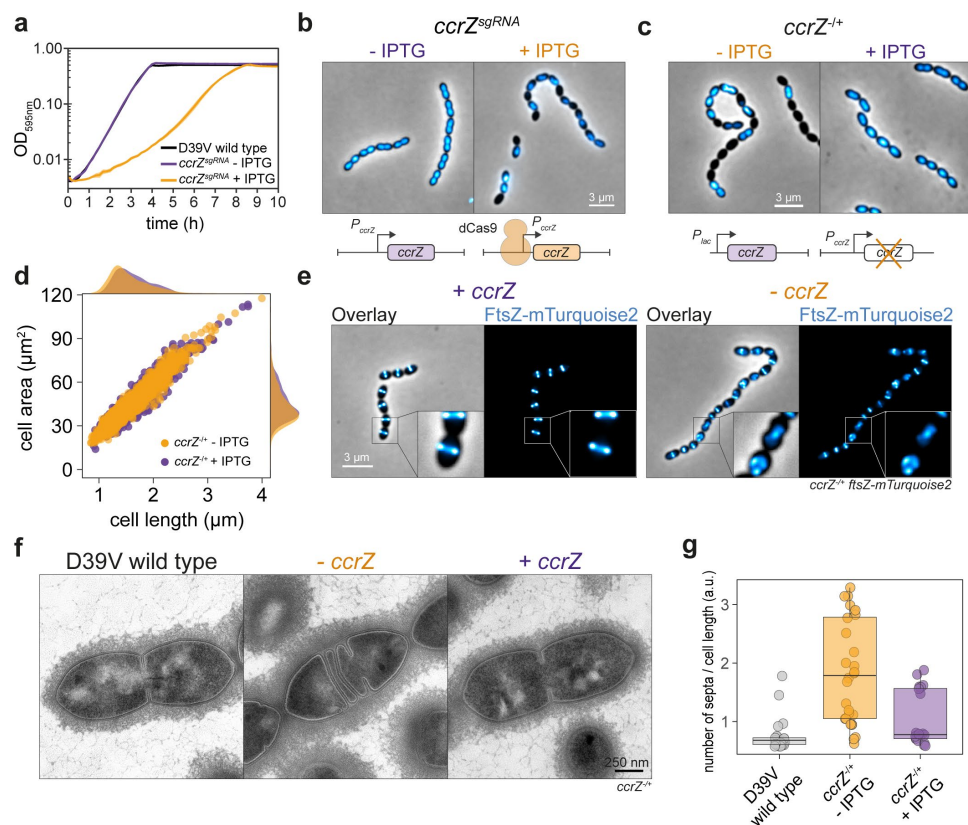 a
1.00
0.10
0.01
OD595nm
D39V wild type
ccrZsgRNA - IPTG
ccrZsgRNA + IPTG
0 1 2 3 4 5 6 7 8 9 10
time (h)
b
ccrZsgRNA
- IPTG
+ IPTG
3 µm
dCas9
PccrZ
PccrZ
ccrZ
ccrZ
c
ccrZ-/+
- IPTG
+ IPTG
3 µm
Plac
PccrZ
ccrZ
ccrZ
d
120
90
60
30
0
cell area (µm2)
ccrZ-/+ - IPTG
ccrZ-/+ + IPTG
1 2 3 4
cell length (µm)
e
+ ccrZ
- ccrZ
Overlay
FtsZ-mTurquoise2
Overlay
FtsZ-mTurquoise2
3 µm
ccrZ-/+ ftsZ-mTurquoise2
f
D39V wild type
- ccrZ
+ ccrZ
250 nm
ccrZ-/+
g
number of septa / cell length (a.u.)
3
2
1
D39V
wild type
ccrZ-/+
- IPTG
ccrZ-/+
+ IPTG